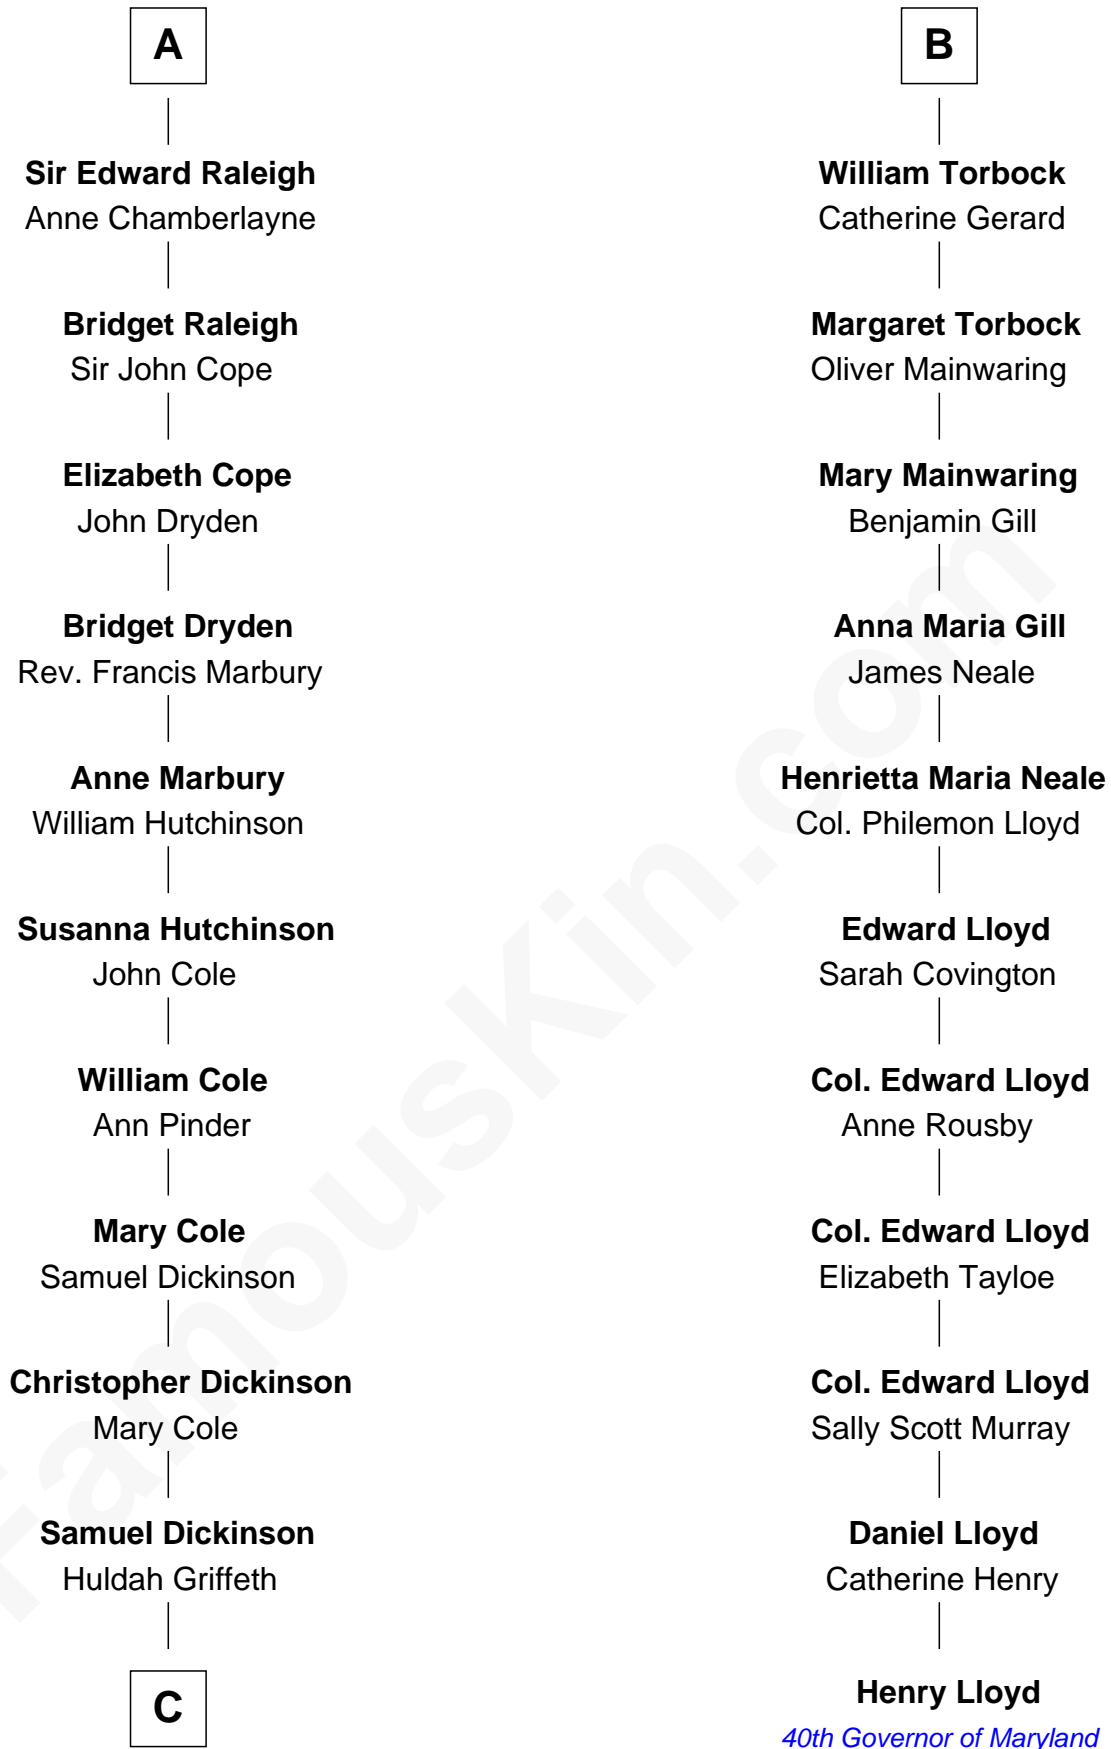 A
Sir Edward Raleigh
Anne Chamberlayne
Bridget Raleigh
Sir John Cope
Elizabeth Cope
John Dryden
Bridget Dryden
Rev. Francis Marbury
Anne Marbury
William Hutchinson
Susanna Hutchinson
John Cole
William Cole
Ann Pinder
Mary Cole
Samuel Dickinson
Christopher Dickinson
Mary Cole
Samuel Dickinson
Huldah Griffeth
C
B
William Torbock
Catherine Gerard
Margaret Torbock
Oliver Mainwaring
Mary Mainwaring
Benjamin Gill
Anna Maria Gill
James Neale
Henrietta Maria Neale
Col. Philemon Lloyd
Edward Lloyd
Sarah Covington
Col. Edward Lloyd
Anne Rousby
Col. Edward Lloyd
Elizabeth Tayloe
Col. Edward Lloyd
Sally Scott Murray
Daniel Lloyd
Catherine Henry
Henry Lloyd
40th Governor of Maryland
FamousKin.com